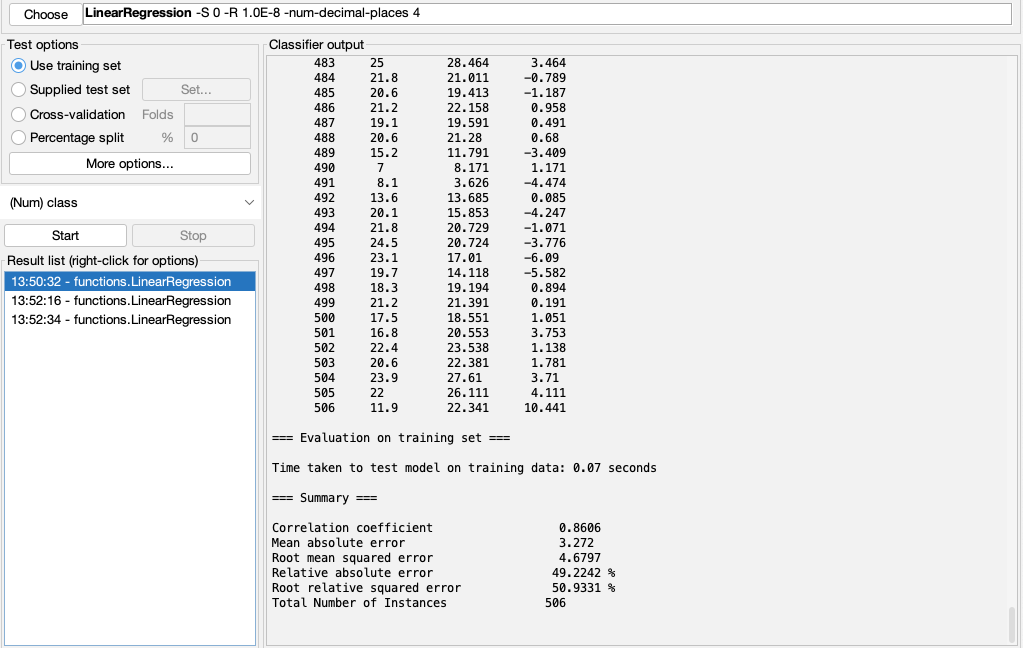 Choose LinearRegression -S 0 -R 1.0E-8 -num-decimal-places 4
Test options
Use training set
Supplied test set Set...
Cross-validation Folds
Percentage split % 0
More options...
(Num) class
Start Stop
Result list (right-click for options)
13:50:32 - functions.LinearRegression
13:52:16 - functions.LinearRegression
13:52:34 - functions.LinearRegression
Classifier output
483 25 28.464 3.464
484 21.8 21.011 -0.789
485 20.6 19.413 -1.187
486 21.2 22.158 0.958
487 19.1 19.591 0.491
488 20.6 21.28 0.68
489 15.2 11.791 -3.409
490 7 8.171 1.171
491 8.1 3.626 -4.474
492 13.6 13.685 0.085
493 20.1 15.853 -4.247
494 21.8 20.729 -1.071
495 24.5 20.724 -3.776
496 23.1 17.01 -6.09
497 19.7 14.118 -5.582
498 18.3 19.194 0.894
499 21.2 21.391 0.191
500 17.5 18.551 1.051
501 16.8 20.553 3.753
502 22.4 23.538 1.138
503 20.6 22.381 1.781
504 23.9 27.61 3.71
505 22 26.111 4.111
506 11.9 22.341 10.441
=== Evaluation on training set ===
Time taken to test model on training data: 0.07 seconds
=== Summary ===
Correlation coefficient 0.8606
Mean absolute error 3.272
Root mean squared error 4.6797
Relative absolute error 49.2242 %
Root relative squared error 50.9331 %
Total Number of Instances 506